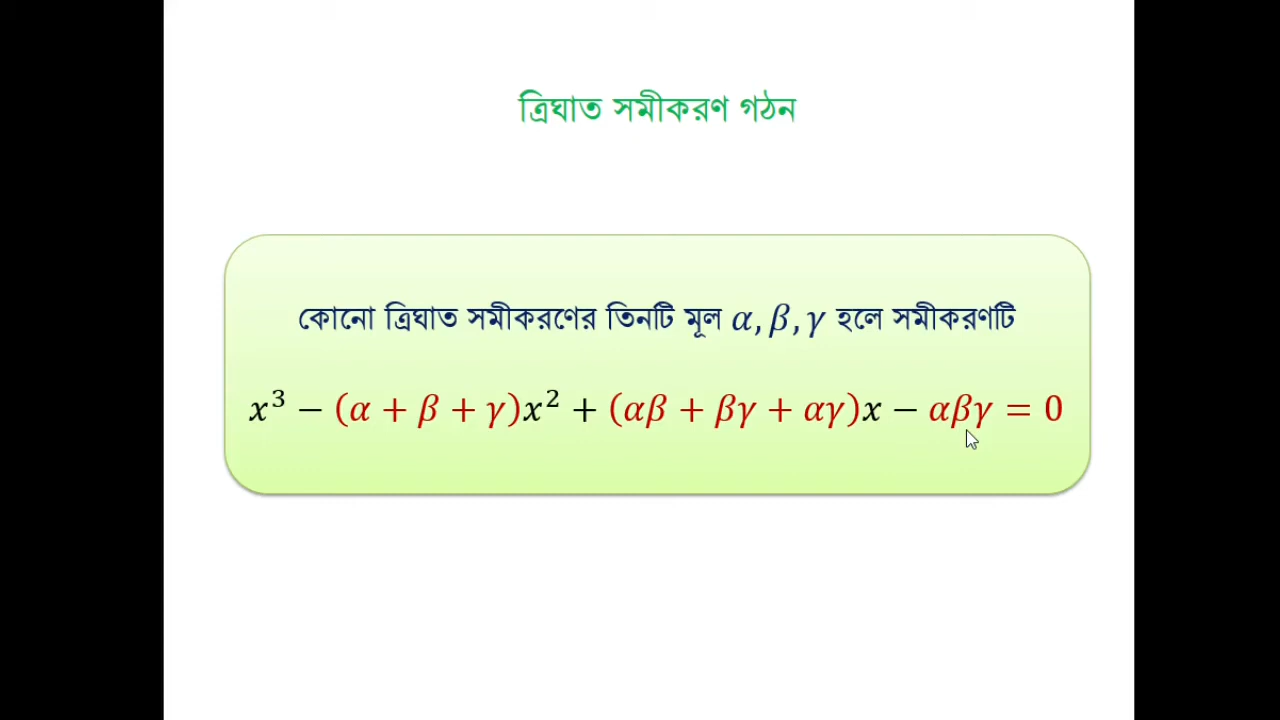 ত্রিঘাত সমীকরণ গঠন
কোনো ত্রিঘাত সমীকরণের তিনটি মূল α, β, γ হলে সমীকরণটি
x³ − (α + β + γ)x² + (αβ + βγ + αγ)x − αβγ = 0